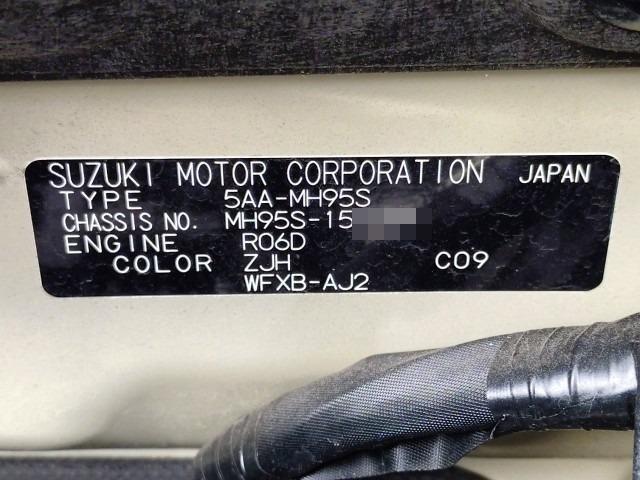 SUZUKI MOTOR CORPORATION JAPAN
TYPE 5AA-MH95S
CHASSIS NO. MH95S-15
ENGINE R06D
COLOR ZJH C09
WFXB-AJ2